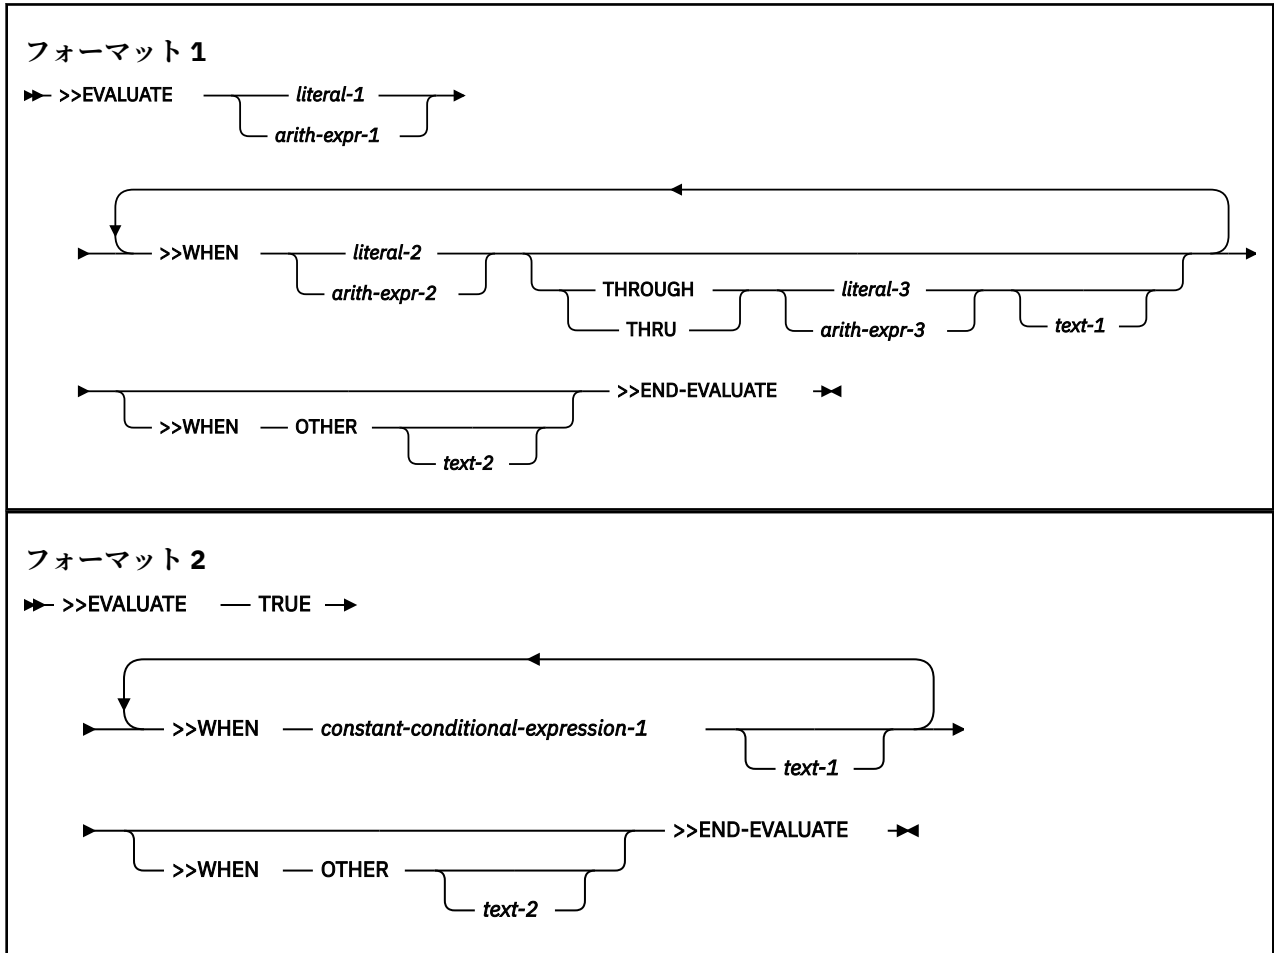 フォーマット 1
>>EVALUATE literal-1
arith-expr-1
>>WHEN literal-2
arith-expr-2
THROUGH literal-3
THRU arith-expr-3 text-1
>>END-EVALUATE
>>WHEN OTHER
text-2
フォーマット 2
>>EVALUATE TRUE
>>WHEN constant-conditional-expression-1
text-1
>>END-EVALUATE
>>WHEN OTHER
text-2